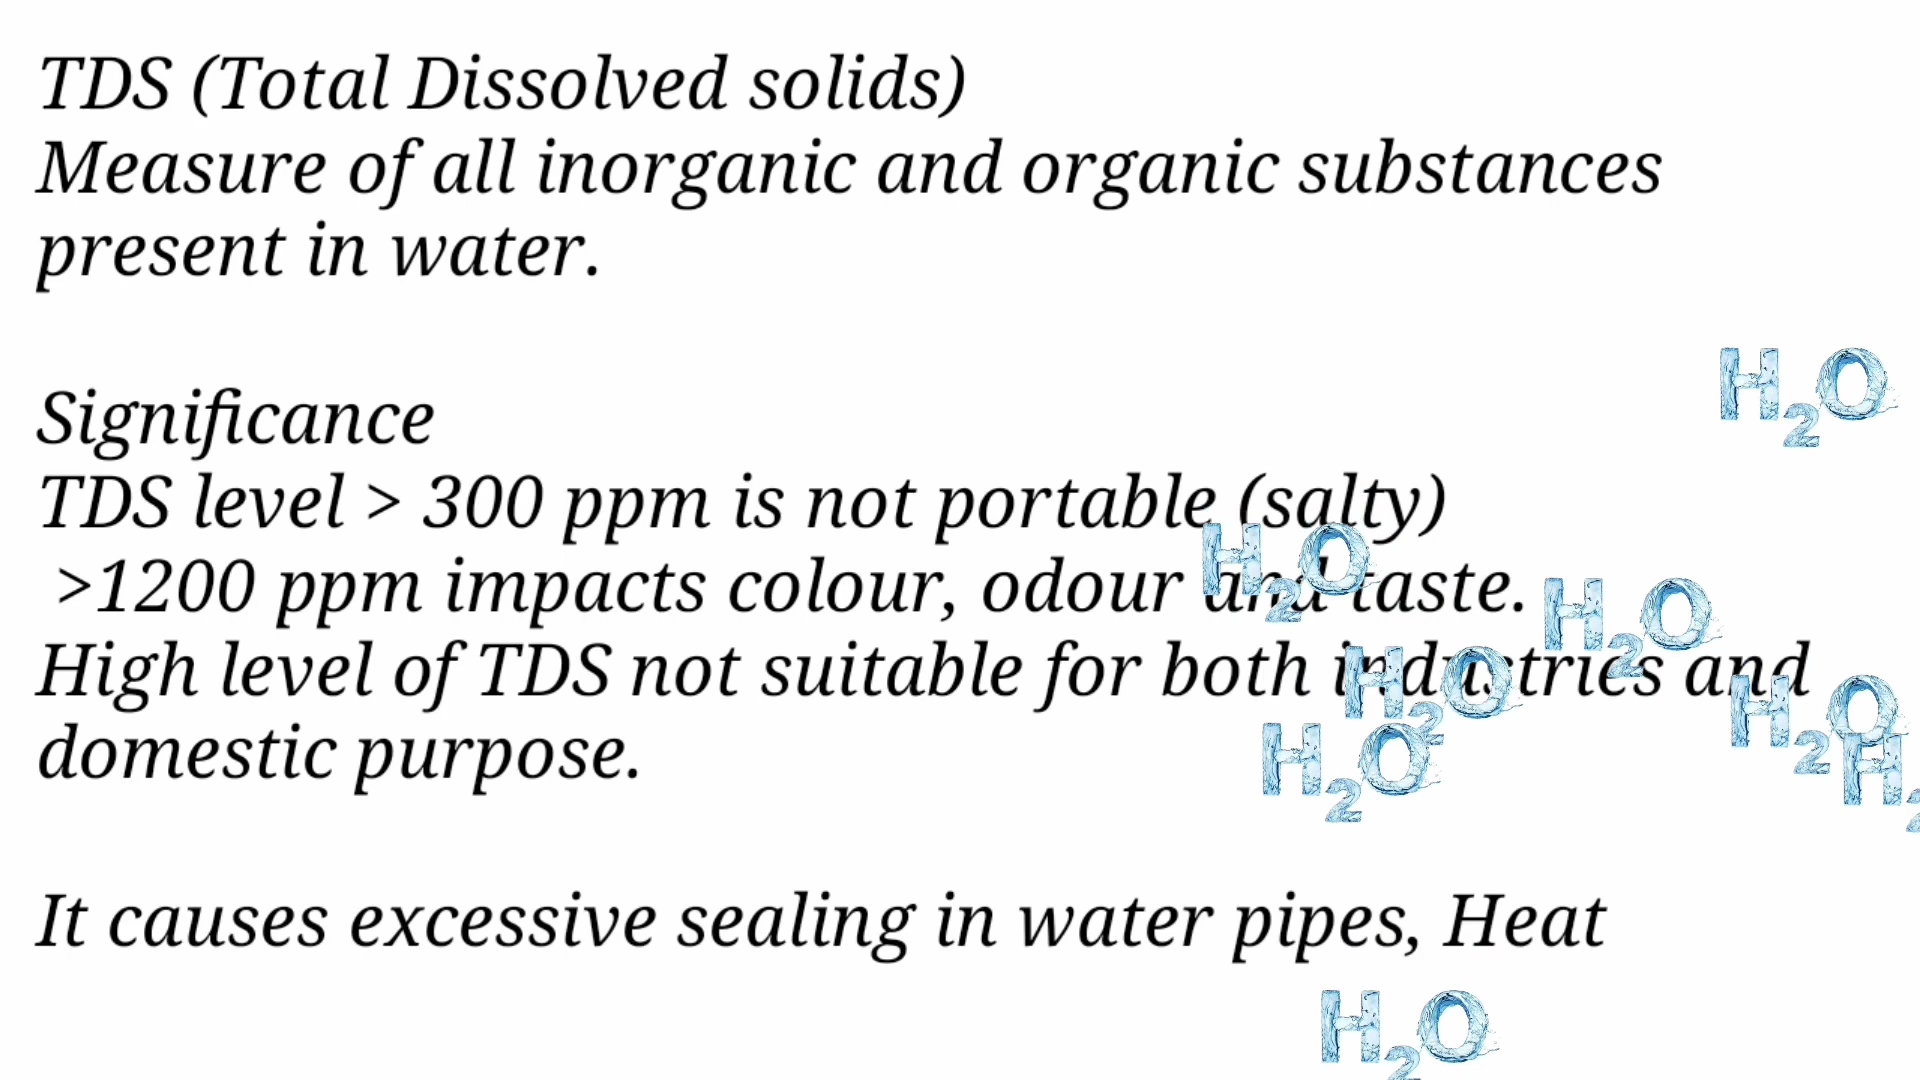 TDS (Total Dissolved solids)
Measure of all inorganic and organic substances
present in water.
Significance
TDS level > 300 ppm is not portable (salty)
>1200 ppm impacts colour, odour and taste.
High level of TDS not suitable for both industries and
domestic purpose.
It causes excessive sealing in water pipes, Heat
H2O
H2O
H2O
H2O
H2O
H2O
H2
H2O